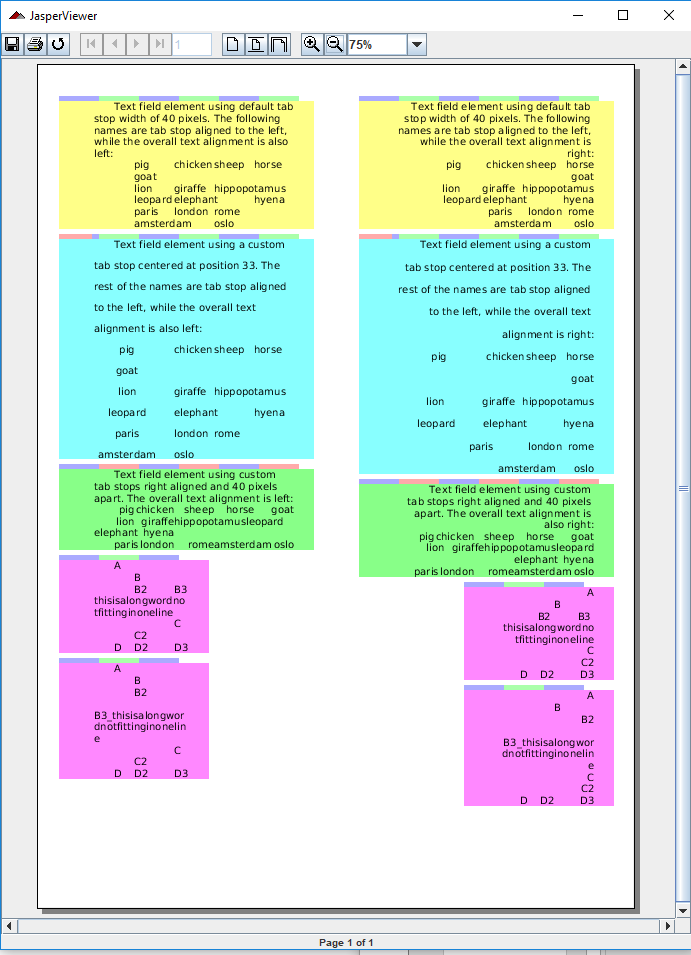 JasperViewer
1
75%
Text field element using default tab
stop width of 40 pixels. The following
names are tab stop aligned to the left,
while the overall text alignment is also
left:
pig chicken sheep horse
goat
lion giraffe hippopotamus
leopard elephant hyena
paris london rome
amsterdam oslo
Text field element using a custom
tab stop centered at position 33. The
rest of the names are tab stop aligned
to the left, while the overall text
alignment is also left:
pig chicken sheep horse
goat
lion giraffe hippopotamus
leopard elephant hyena
paris london rome
amsterdam oslo
Text field element using custom
tab stops right aligned and 40 pixels
apart. The overall text alignment is left:
pig chicken sheep horse goat
lion giraffehippopotamusleopard
elephant hyena
paris london romeamsterdam oslo
A
B
B2 B3
thisisalongwordno
tfittinginoneline
C
C2
D D2 D3
A
B
B2
B3_thisisalongwor
dnotfittinginonelin
e
C
C2
D D2 D3
Text field element using default tab
stop width of 40 pixels. The following
names are tab stop aligned to the left,
while the overall text alignment is
right:
pig chicken sheep horse
goat
lion giraffe hippopotamus
leopard elephant hyena
paris london rome
amsterdam oslo
Text field element using a custom
tab stop centered at position 33. The
rest of the names are tab stop aligned
to the left, while the overall text
alignment is right:
pig chicken sheep horse
goat
lion giraffe hippopotamus
leopard elephant hyena
paris london rome
amsterdam oslo
Text field element using custom
tab stops right aligned and 40 pixels
apart. The overall text alignment is
also right:
pig chicken sheep horse goat
lion giraffehippopotamusleopard
elephant hyena
paris london romeamsterdam oslo
A
B
B2 B3
thisisalongwordno
tfittinginoneline
C
C2
D D2 D3
A
B
B2
B3_thisisalongwor
dnotfittinginonelin
e
C
C2
D D2 D3
Page 1 of 1